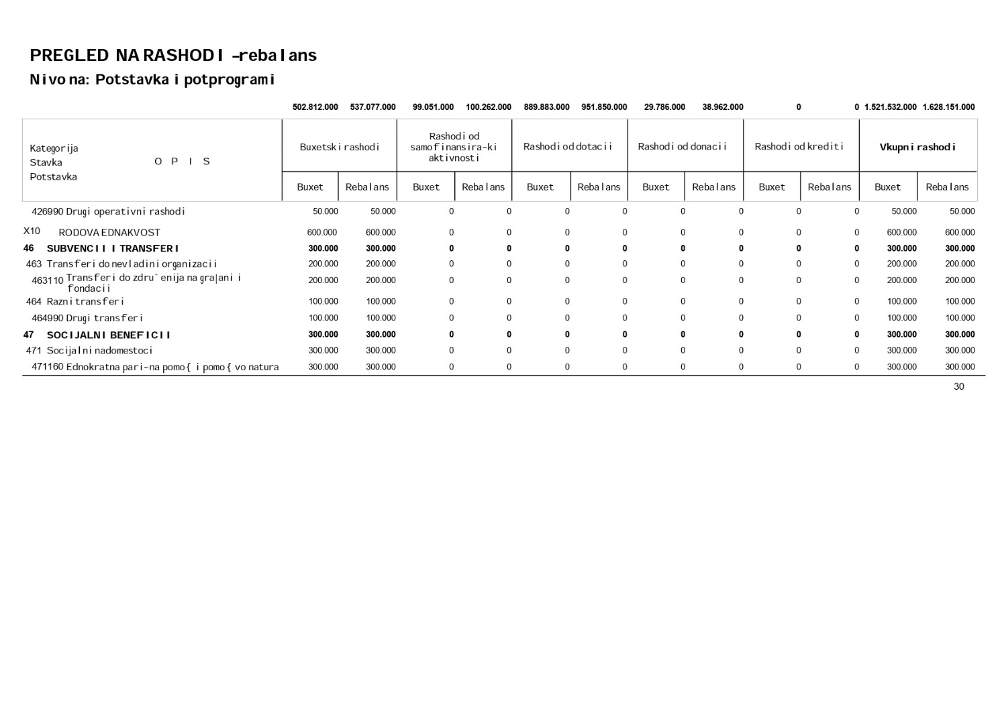 PREGLED NA RASHODI -rebalans
Nivo na: Potstavka i potprogrami
502.812.000 537.077.000 99.051.000 100.262.000 889.883.000 951.850.000 29.786.000 38.962.000 0 0 1.521.532.000 1.628.151.000
Kategorija
Stavka
Potstavka
O P I S
Buxetski rashodi
Rashodi od
samofinansira~ki
aktivnosti
Rashodi od dotacii
Rashodi od donacii
Rashodi od krediti
Vkupni rashodi
Buxet Rebalans Buxet Rebalans Buxet Rebalans Buxet Rebalans Buxet Rebalans Buxet Rebalans
426990 Drugi operativni rashodi 50.000 50.000 0 0 0 0 0 0 0 0 50.000 50.000
X10 RODOVA EDNAKVOST 600.000 600.000 0 0 0 0 0 0 0 0 600.000 600.000
46 SUBVENCII I TRANSFERI 300.000 300.000 0 0 0 0 0 0 0 0 300.000 300.000
463 Transferi do nevladini organizacii 200.000 200.000 0 0 0 0 0 0 0 0 200.000 200.000
463110 Transferi do zdru`enija na gra|ani i
fondacii 200.000 200.000 0 0 0 0 0 0 0 0 200.000 200.000
464 Razni transferi 100.000 100.000 0 0 0 0 0 0 0 0 100.000 100.000
464990 Drugi transferi 100.000 100.000 0 0 0 0 0 0 0 0 100.000 100.000
47 SOCIJALNI BENEFICII 300.000 300.000 0 0 0 0 0 0 0 0 300.000 300.000
471 Socijalni nadomestoci 300.000 300.000 0 0 0 0 0 0 0 0 300.000 300.000
471160 Ednokratna pari~na pomo{ i pomo{ vo natura 300.000 300.000 0 0 0 0 0 0 0 0 300.000 300.000
30